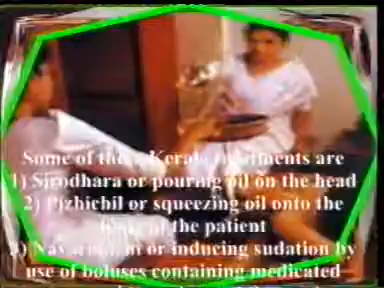 Some of the Kerala treatments are
1) Sirodhara or pouring oil on the head
2) Pizhichil or squeezing oil onto the
body of the patient
or inducing sudation by
use of boluses containing medicated